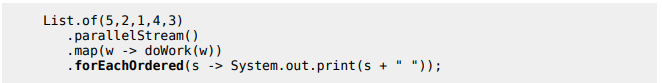 List.of(5,2,1,4,3)
.parallelStream()
.map(w -> doWork(w))
.forEachOrdered(s -> System.out.print(s + " "));